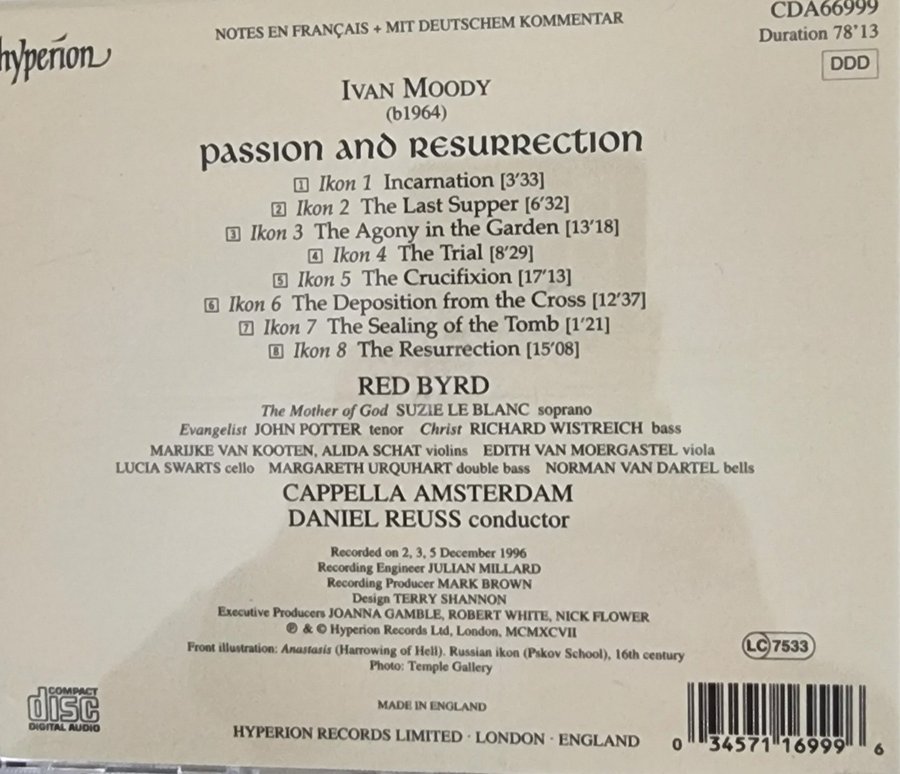 hyperion
NOTES EN FRANÇAIS + MIT DEUTSCHEM KOMMENTAR
CDA66999
Duration 78'13
DDD
IVAN MOODY
(b1964)
PASSION AND RESURRECTION
1 Ikon 1 Incarnation [3'33]
2 Ikon 2 The Last Supper [6'32]
3 Ikon 3 The Agony in the Garden [13'18]
4 Ikon 4 The Trial [8'29]
5 Ikon 5 The Crucifixion [17'13]
6 Ikon 6 The Deposition from the Cross [12'37]
7 Ikon 7 The Sealing of the Tomb [1'21]
8 Ikon 8 The Resurrection [15'08]
RED BYRD
The Mother of God SUZIE LE BLANC soprano
Evangelist JOHN POTTER tenor Christ RICHARD WISTREICH bass
MARIJKE VAN KOOTEN, ALIDA SCHAT violins EDITH VAN MOERGASTEL viola
LUCIA SWARTS cello MARGARETH URQUHART double bass NORMAN VAN DARTEL bells
CAPPELLA AMSTERDAM
DANIEL REUSS conductor
Recorded on 2, 3, 5 December 1996
Recording Engineer JULIAN MILLARD
Recording Producer MARK BROWN
Design TERRY SHANNON
Executive Producers JOANNA GAMBLE, ROBERT WHITE, NICK FLOWER
℗ & © Hyperion Records Ltd, London, MCMXCVII
Front illustration: Anastasis (Harrowing of Hell). Russian ikon (Pskov School), 16th century
Photo: Temple Gallery
LC 7533
COMPACT
disc
DIGITAL AUDIO
MADE IN ENGLAND
HYPERION RECORDS LIMITED · LONDON · ENGLAND
0 34571 16999 6